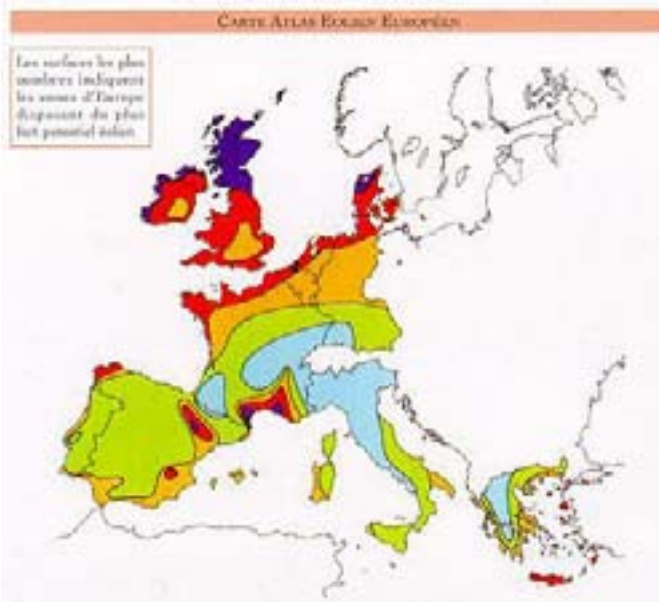 CARTE ATLAS EOLIEN EUROPÉEN
Les surfaces les plus
sombres indiquent
les zones d'Europe
disposant du plus
fort potentiel éolien